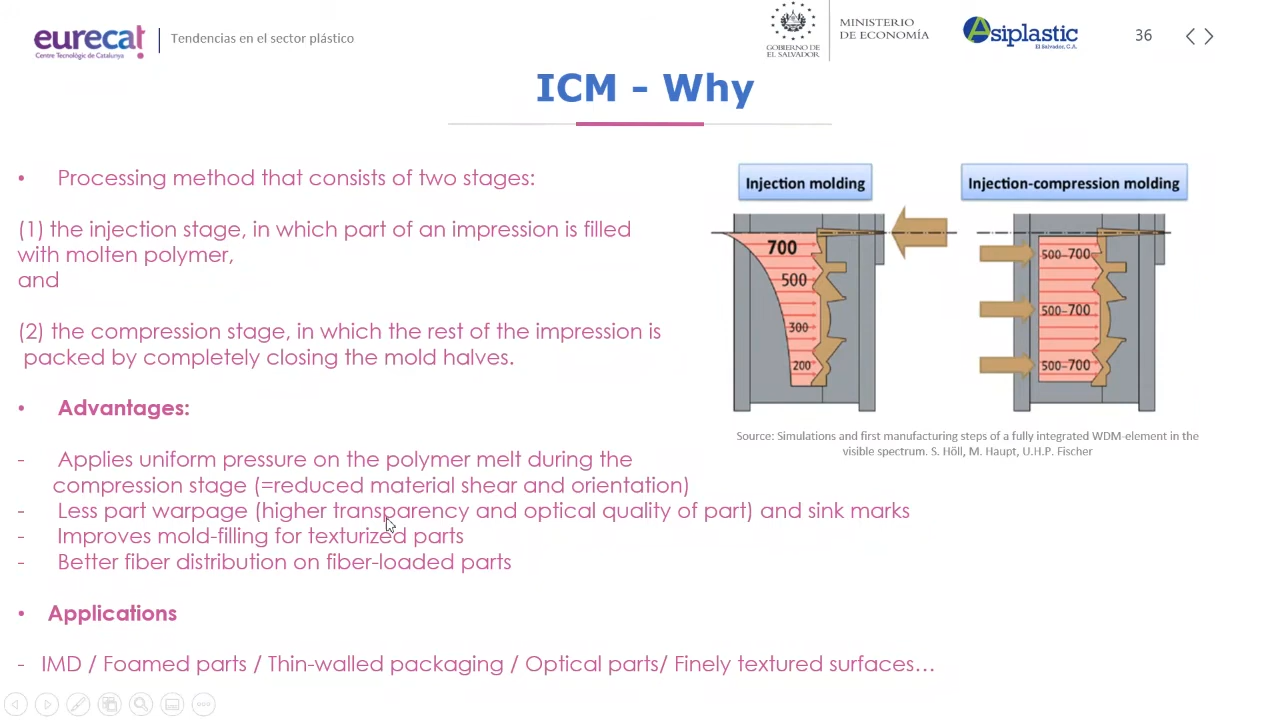 eurecat
Centre Tecnològic de Catalunya
Tendencias en el sector plástico
GOBIERNO DE
EL SALVADOR
MINISTERIO
DE ECONOMÍA
Asiplastic
El Salvador, C.A.
36
ICM - Why
• Processing method that consists of two stages:
(1) the injection stage, in which part of an impression is filled
with molten polymer,
and
(2) the compression stage, in which the rest of the impression is
packed by completely closing the mold halves.
• Advantages:
- Applies uniform pressure on the polymer melt during the
compression stage (=reduced material shear and orientation)
- Less part warpage (higher transparency and optical quality of part) and sink marks
- Improves mold-filling for texturized parts
- Better fiber distribution on fiber-loaded parts
• Applications
- IMD / Foamed parts / Thin-walled packaging / Optical parts/ Finely textured surfaces...
Injection molding
700
500
300
200
Injection-compression molding
500-700
500-700
500-700
Source: Simulations and first manufacturing steps of a fully integrated WDM-element in the
visible spectrum. S. Höll, M. Haupt, U.H.P. Fischer